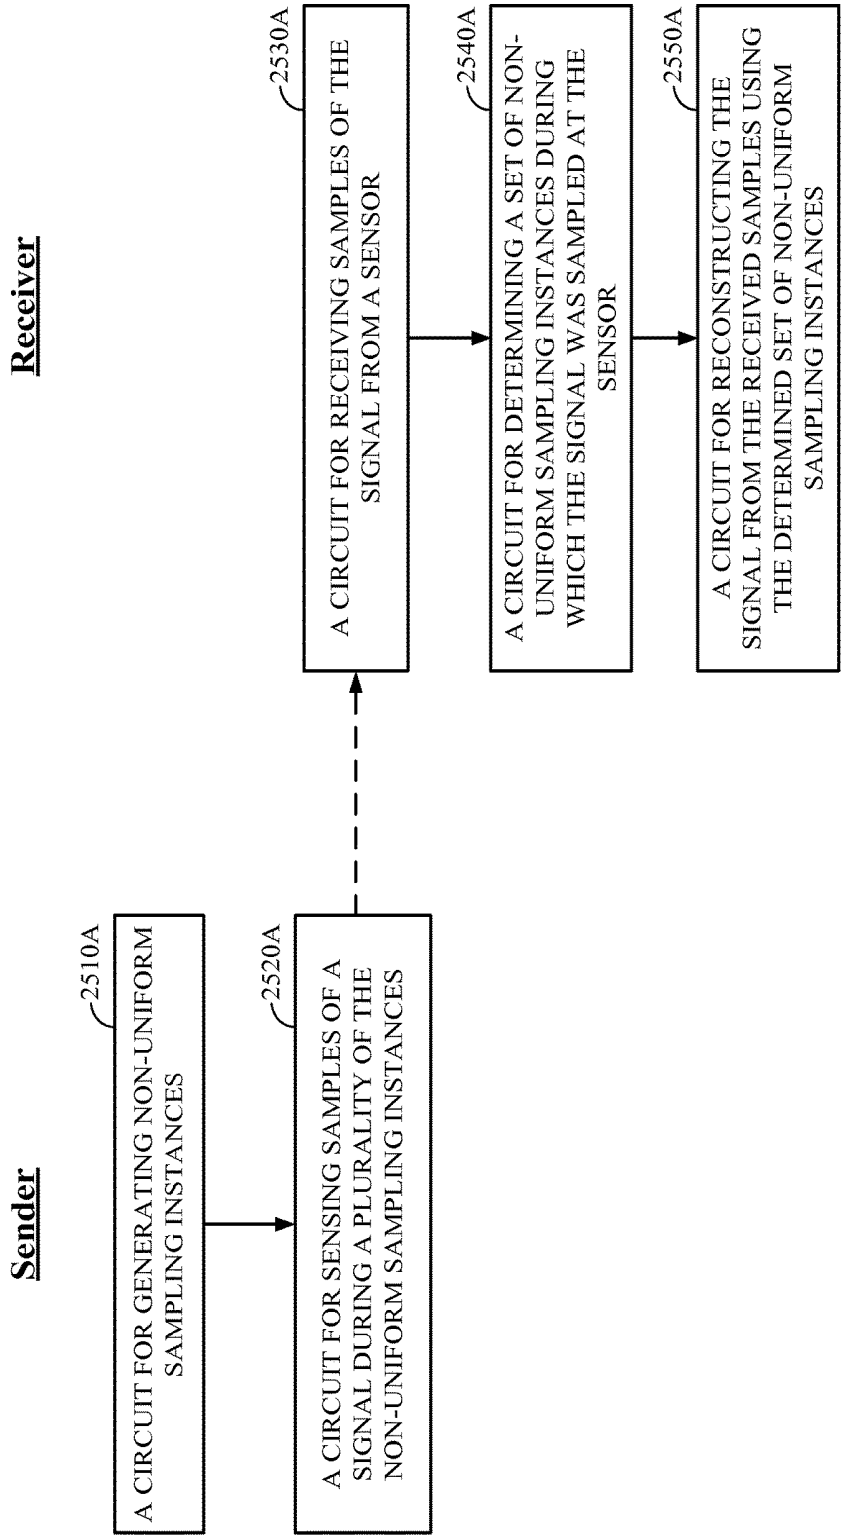 Sender
2510A
A CIRCUIT FOR GENERATING NON-UNIFORM
SAMPLING INSTANCES
2520A
A CIRCUIT FOR SENSING SAMPLES OF A
SIGNAL DURING A PLURALITY OF THE
NON-UNIFORM SAMPLING INSTANCES
Receiver
2530A
A CIRCUIT FOR RECEIVING SAMPLES OF THE
SIGNAL FROM A SENSOR
2540A
A CIRCUIT FOR DETERMINING A SET OF NON-
UNIFORM SAMPLING INSTANCES DURING
WHICH THE SIGNAL WAS SAMPLED AT THE
SENSOR
2550A
A CIRCUIT FOR RECONSTRUCTING THE
SIGNAL FROM THE RECEIVED SAMPLES USING
THE DETERMINED SET OF NON-UNIFORM
SAMPLING INSTANCES